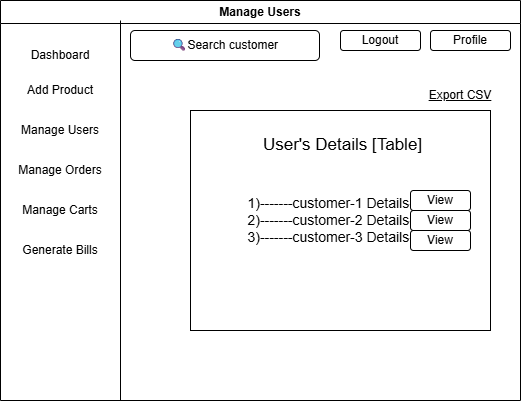 Manage Users
Search customer
Logout
Profile
Dashboard
Add Product
Manage Users
Manage Orders
Manage Carts
Generate Bills
Export CSV
User's Details [Table]
1)-------customer-1 Details View
2)-------customer-2 Details View
3)-------customer-3 Details View